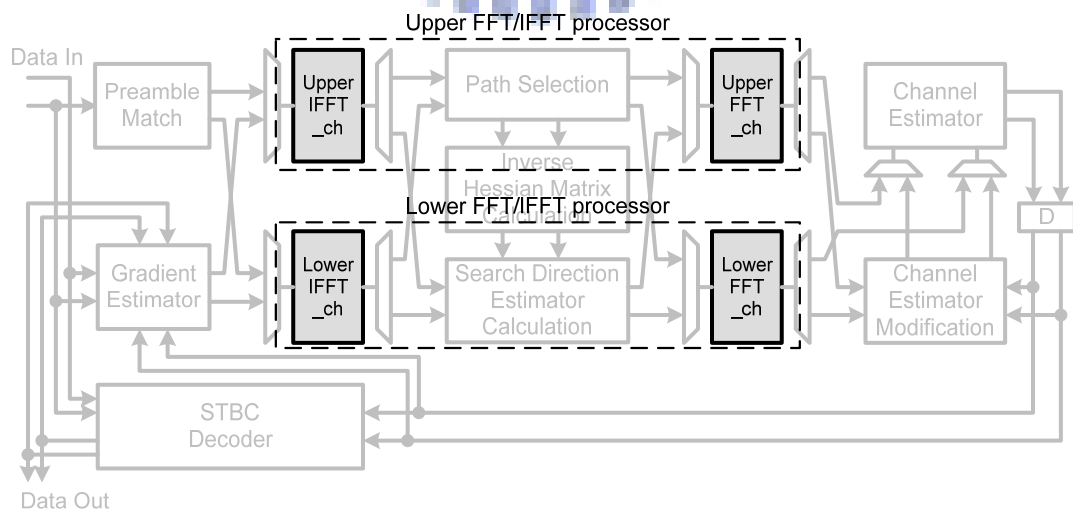 Upper FFT/IFFT processor
Data In
Preamble
Match
Upper
IFFT
_ch
Path Selection
Upper
FFT
_ch
Channel
Estimator
Inverse
Hessian Matrix
Calculation
Lower FFT/IFFT processor
D
Gradient
Estimator
Lower
IFFT
_ch
Search Direction
Estimator
Calculation
Lower
FFT
_ch
Channel
Estimator
Modification
STBC
Decoder
Data Out